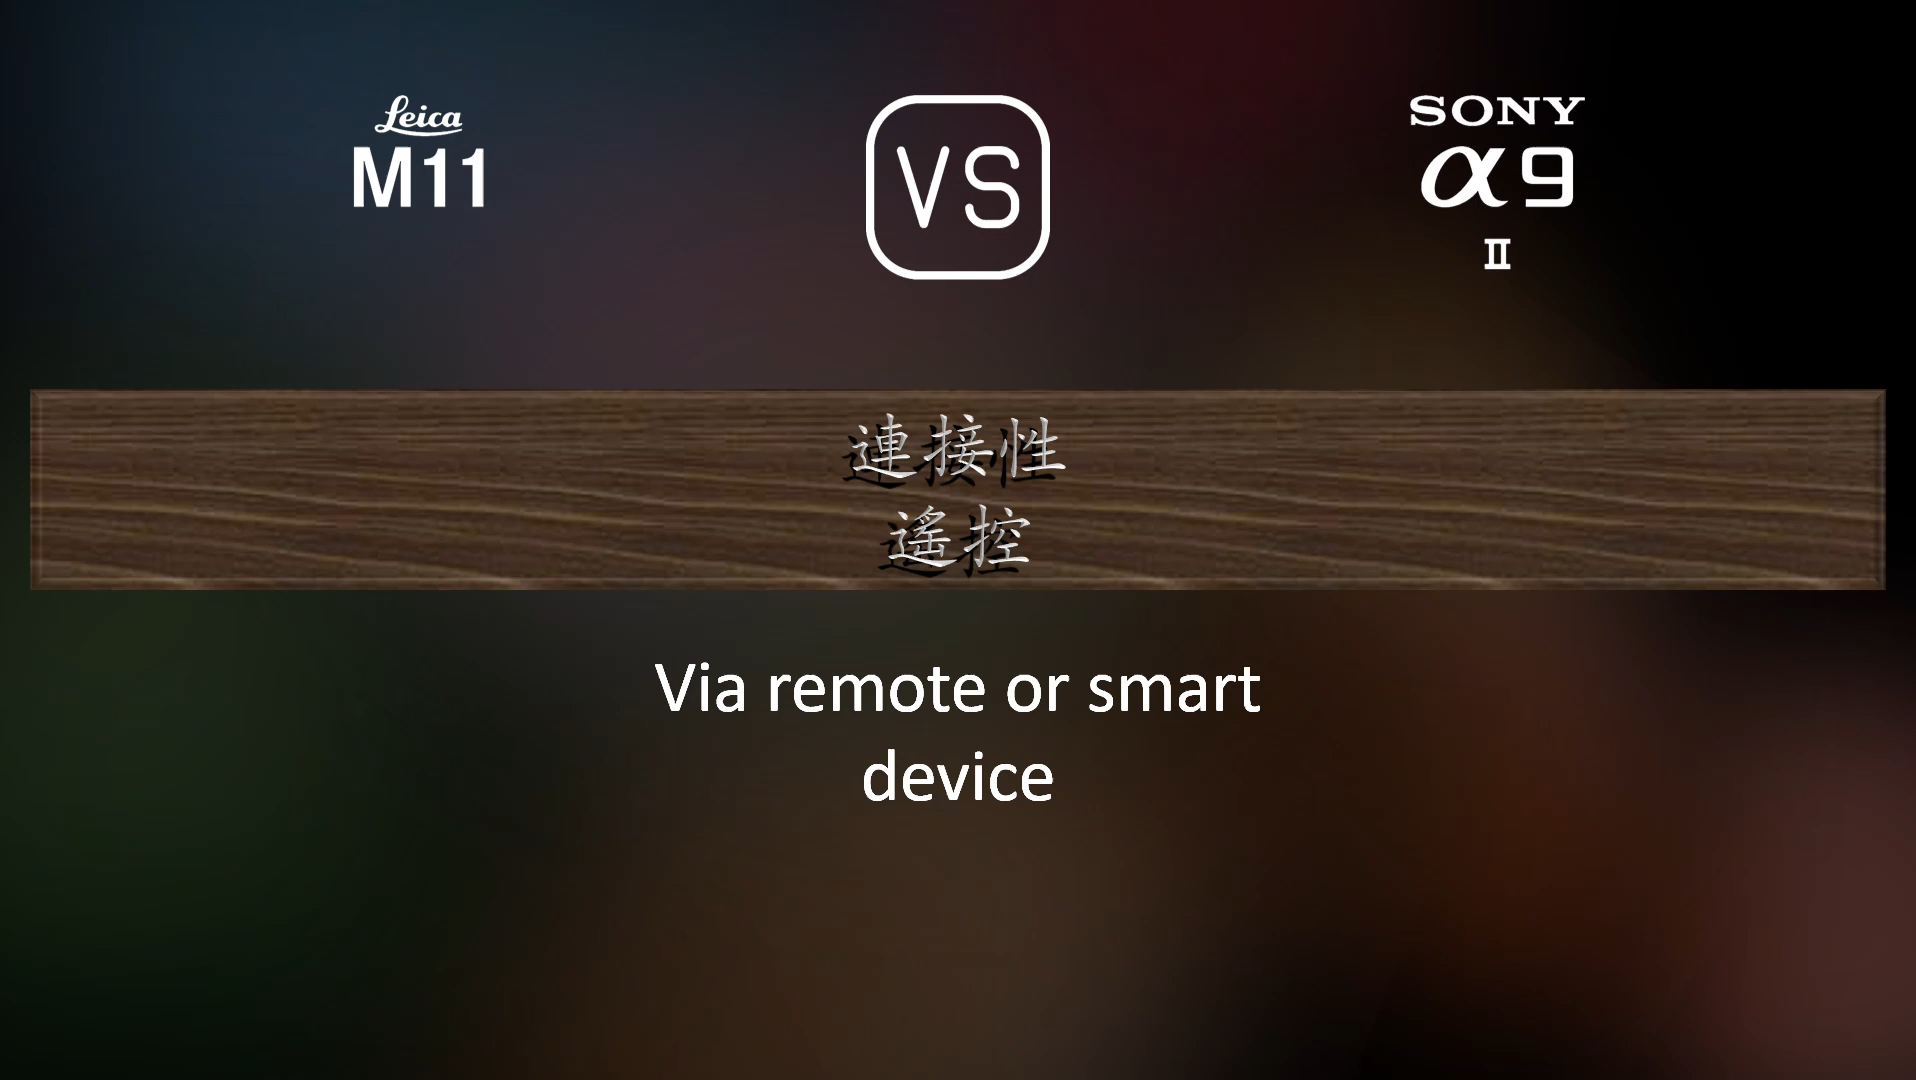 Leica
M11
VS
SONY
α9
II
連接性
遙控
Via remote or smart
device